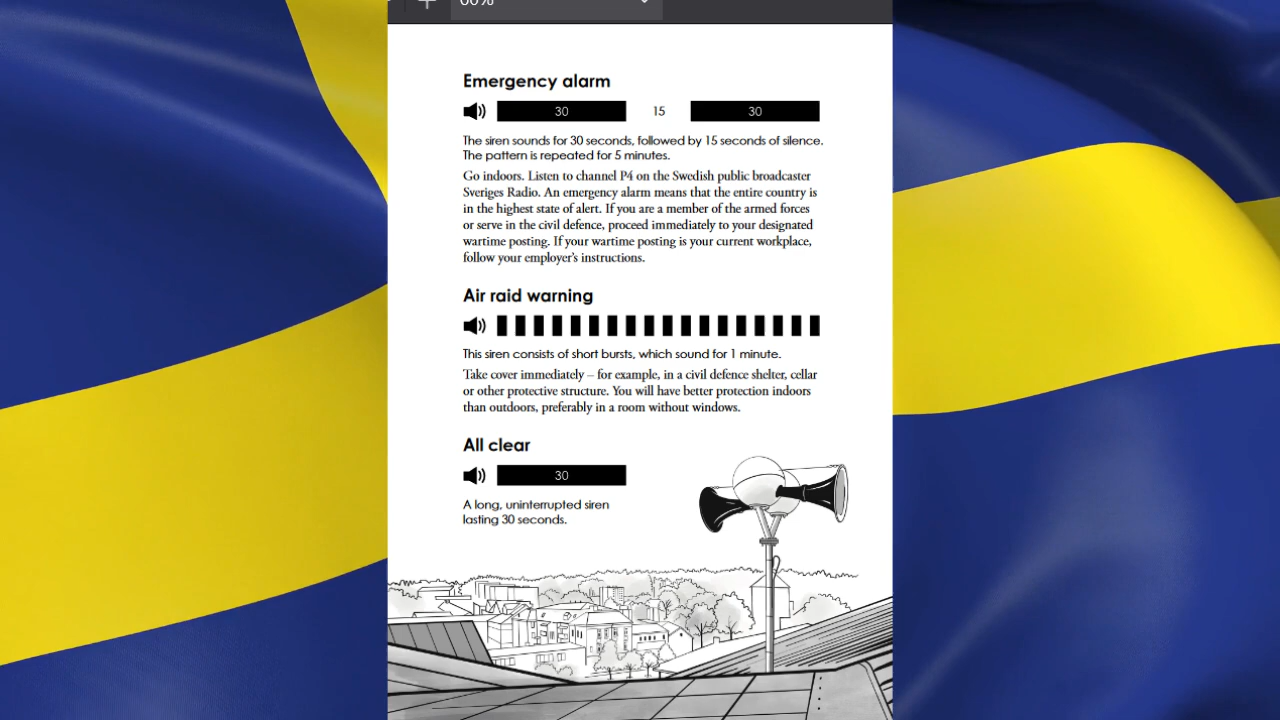 Emergency alarm
30 15 30
The siren sounds for 30 seconds, followed by 15 seconds of silence.
The pattern is repeated for 5 minutes.
Go indoors. Listen to channel P4 on the Swedish public broadcaster
Sveriges Radio. An emergency alarm means that the entire country is
in the highest state of alert. If you are a member of the armed forces
or serve in the civil defence, proceed immediately to your designated
wartime posting. If your wartime posting is your current workplace,
follow your employer's instructions.
Air raid warning
This siren consists of short bursts, which sound for 1 minute.
Take cover immediately – for example, in a civil defence shelter, cellar
or other protective structure. You will have better protection indoors
than outdoors, preferably in a room without windows.
All clear
30
A long, uninterrupted siren
lasting 30 seconds.